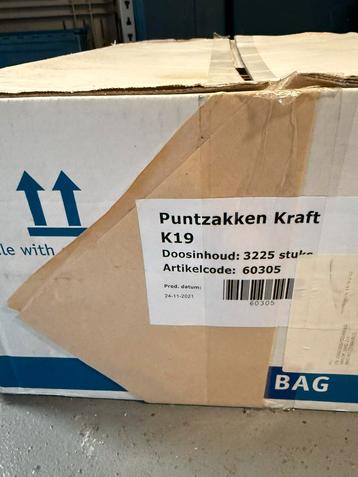 Puntzakken Kraft
K19
Doosinhoud: 3225 stuks
Artikelcode: 60305
Prod. datum:
24-11-2021
60305
le with
BAG